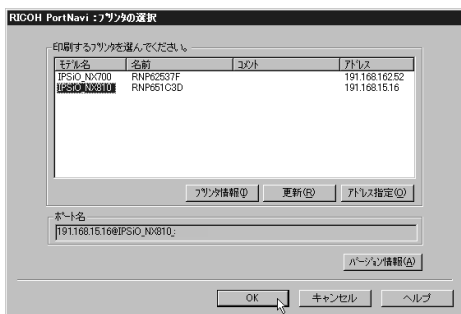 RICOH PortNavi :ﾌﾟﾘﾝﾀの選択
印刷するﾌﾟﾘﾝﾀを選んでください。
ﾓﾃﾞﾙ名 名前 ｺﾒﾝﾄ ｱﾄﾞﾚｽ
IPSiO_NX700 RNP62537F 191.168.162.52
IPSiO_NX810 RNP651C3D 191.168.15.16
ﾌﾟﾘﾝﾀ情報(I) 更新(R) ｱﾄﾞﾚｽ指定(O)
ﾎﾟｰﾄ名
191.168.15.16@IPSiO_NX810_:
ﾊﾞｰｼﾞｮﾝ情報(A)
OK キャンセル ヘルプ